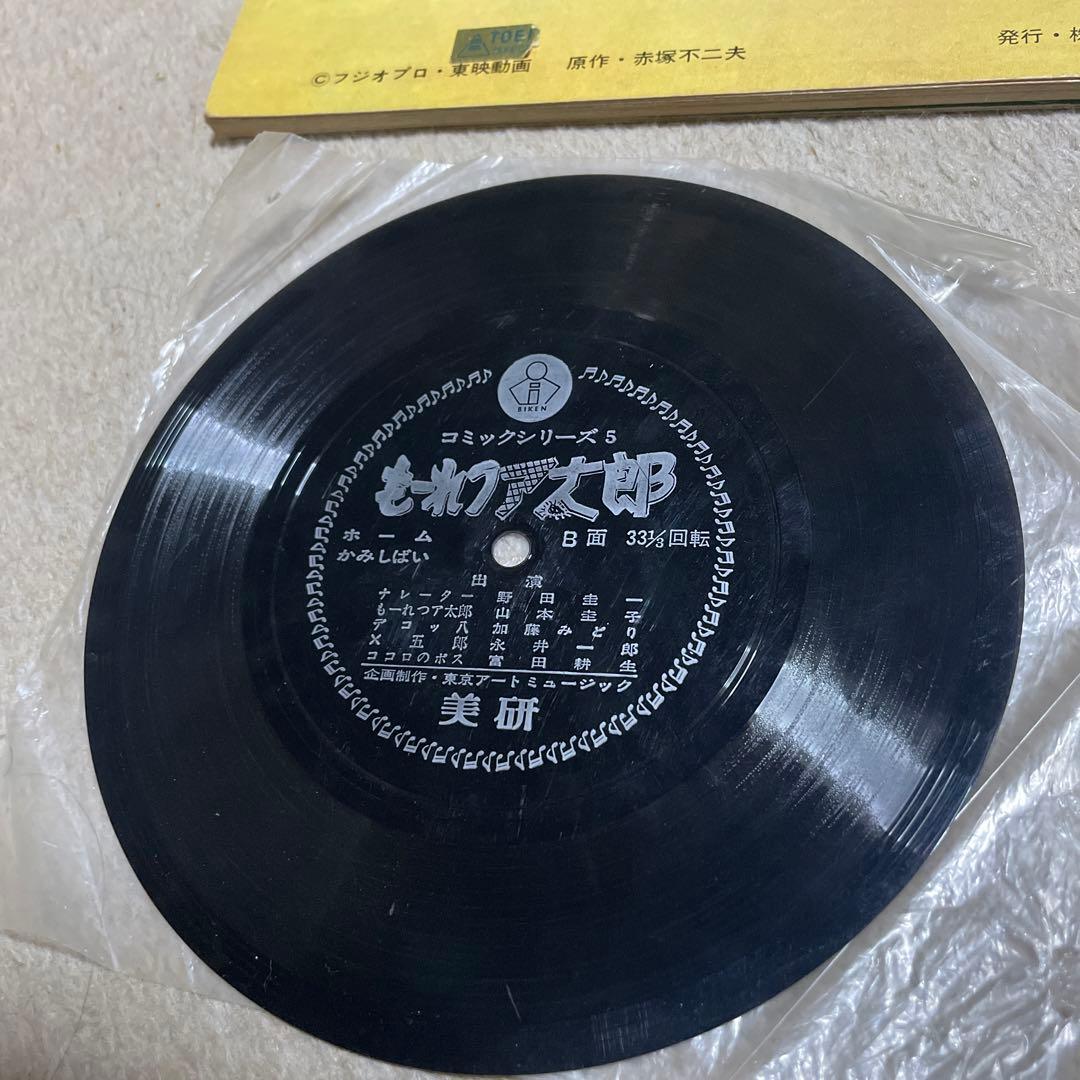 TOEI
©フジオプロ・東映動画 原作・赤塚不二夫 発行・株
BIKEN
コミックシリーズ5
もーれつア太郎
ホーム
かみしばい
B面 33⅓回転
出演
ナレーター 野田圭一
もーれつア太郎 山本圭子
デコッ八 加藤みどり
×五郎 永井一郎
ココロのボス 富田耕生
企画制作・東京アートミュージック
美研